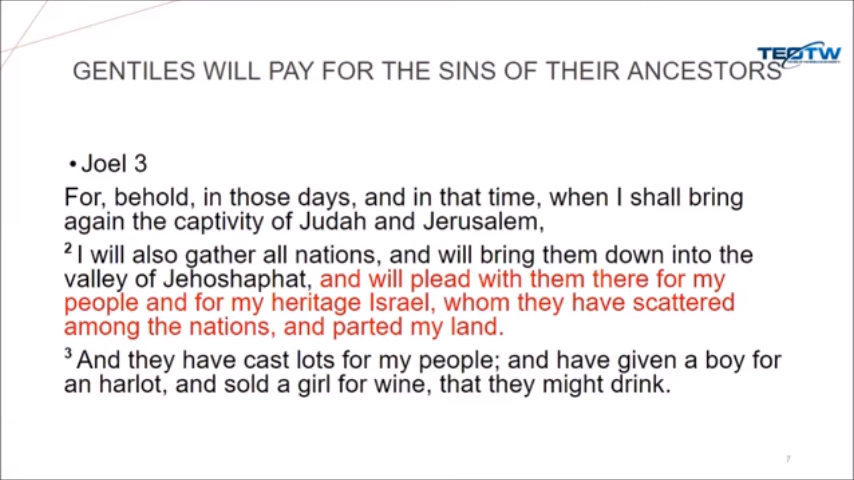 TEOTW
GENTILES WILL PAY FOR THE SINS OF THEIR ANCESTORS
• Joel 3
For, behold, in those days, and in that time, when I shall bring
again the captivity of Judah and Jerusalem,
2 I will also gather all nations, and will bring them down into the
valley of Jehoshaphat, and will plead with them there for my
people and for my heritage Israel, whom they have scattered
among the nations, and parted my land.
3 And they have cast lots for my people; and have given a boy for
an harlot, and sold a girl for wine, that they might drink.
7